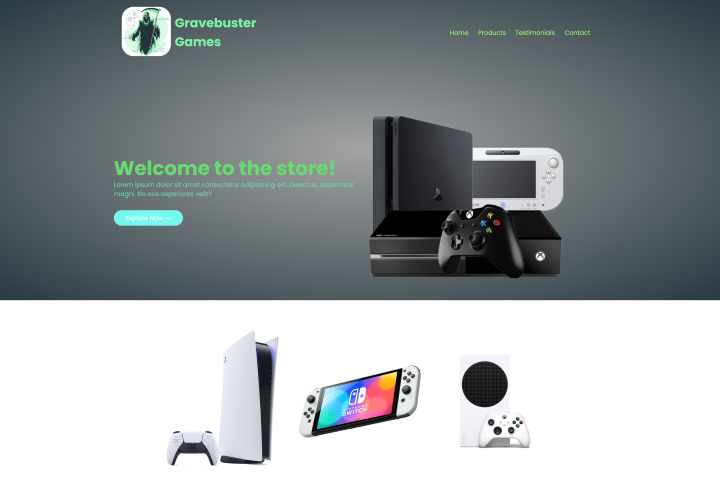 Gravebuster
Games
Home Products Testimonials Contact
Welcome to the store!
Lorem ipsum dolor sit amet consectetur adipisicing elit. Delectus, aspernatur
magni. Illo eos asperiores velit?
Explore Now
SWITCH